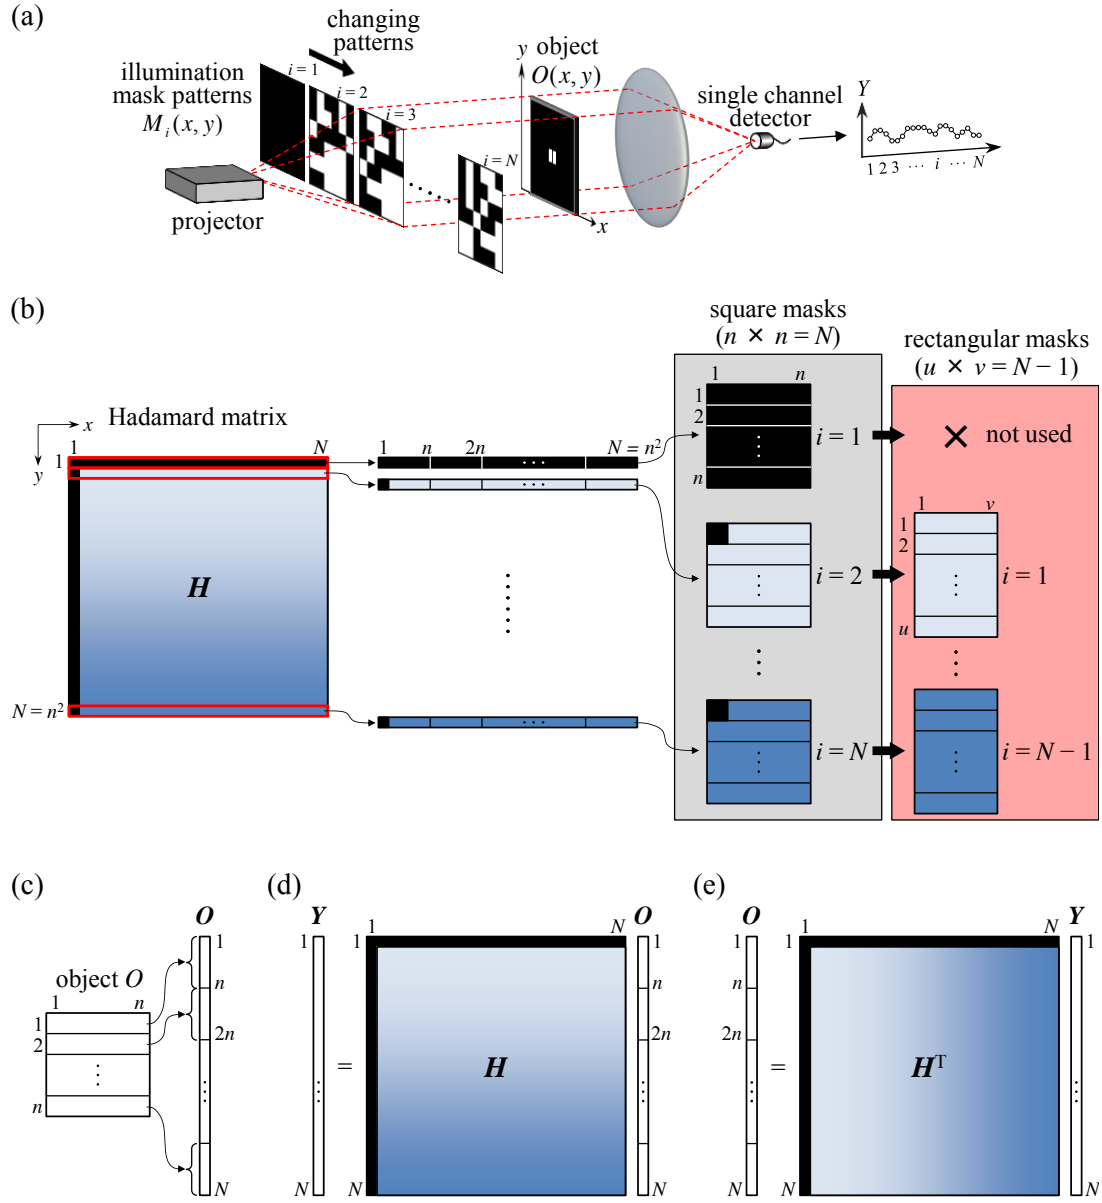 (a)
changing
patterns
illumination
mask patterns
M_i(x, y)
i = 1
i = 2
i = 3
i = N
projector
y
object
O(x, y)
x
single channel
detector
Y
1 2 3 ··· i ··· N
(b)
square masks
(n × n = N)
rectangular masks
(u × v = N − 1)
Hadamard matrix
x
y
1
N
1
H
N = n²
1
n
2n
···
N = n²
1
n
1
2
n
i = 1
× not used
i = 2
1
v
1
2
u
i = 1
i = N
i = N − 1
(c)
object O
1
n
1
2
n
O
1
n
2n
N
(d)
Y
1
N
=
1
N
1
H
N
O
1
n
2n
N
(e)
O
1
n
2n
N
=
1
N
1
Hᵀ
N
Y
1
N